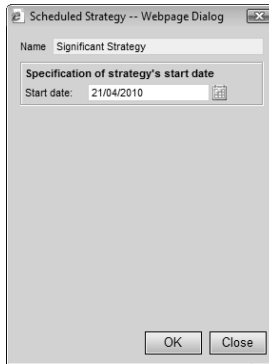 Scheduled Strategy -- Webpage Dialog
Name Significant Strategy
Specification of strategy's start date
Start date: 21/04/2010
OK Close